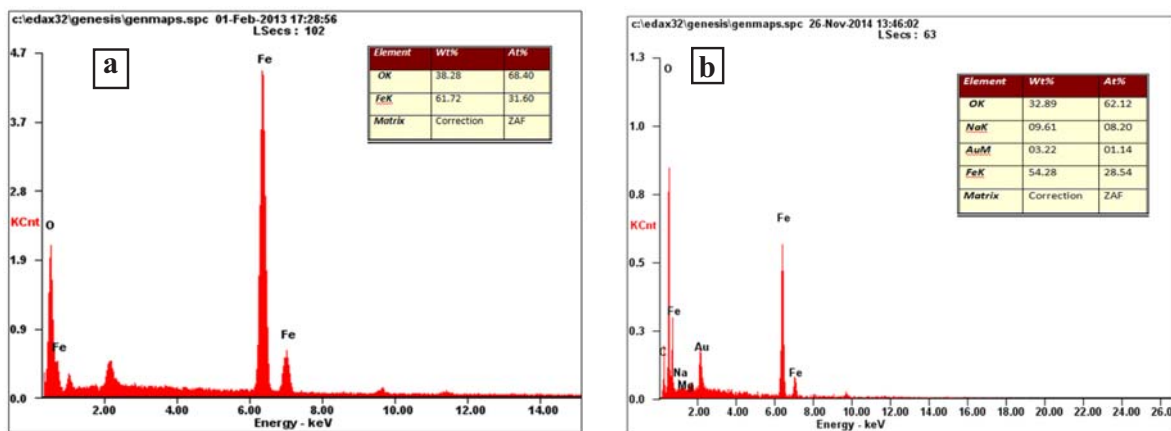 c:\edax32\genesis\genmaps.spc 01-Feb-2013 17:28:56
LSecs : 102
a
4.7
3.7
2.8
KCnt
1.9
0.9
0.0
O
Fe
Fe
Fe
Element Wt% At%
OK 38.28 68.40
FeK 61.72 31.60
Matrix Correction ZAF
2.00 4.00 6.00 8.00 10.00 12.00 14.00
Energy - keV
c:\edax32\genesis\genmaps.spc 26-Nov-2014 13:46:02
LSecs : 63
b
1.3
1.0
0.8
KCnt
0.5
0.3
0.0
O
Fe
C
Na
Au
Fe
Fe
Element Wt% At%
OK 32.89 62.12
NaK 09.61 08.20
AuM 03.22 01.14
FeK 54.28 28.54
Matrix Correction ZAF
2.00 4.00 6.00 8.00 10.00 12.00 14.00 16.00 18.00 20.00 22.00 24.00 26.0
Energy - keV